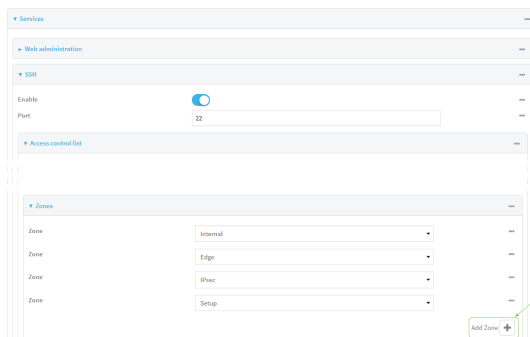 Services
Web administration
SSH
Enable
Port 22
Access control list
Zones
Zone Internal
Zone Edge
Zone IPsec
Zone Setup
Add Zone